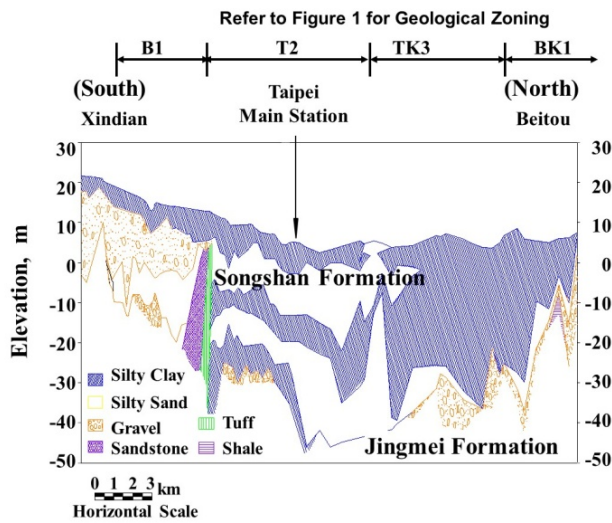 Refer to Figure 1 for Geological Zoning
B1 T2 TK3 BK1
(South) Taipei (North)
Xindian Main Station Beitou
30 30
20 20
10 10
0 0
-10 -10
-20 -20
-30 -30
-40 -40
-50 -50
Elevation, m
Songshan Formation
Jingmei Formation
Silty Clay
Silty Sand
Gravel
Sandstone
Tuff
Shale
0 1 2 3 km
Horizontal Scale